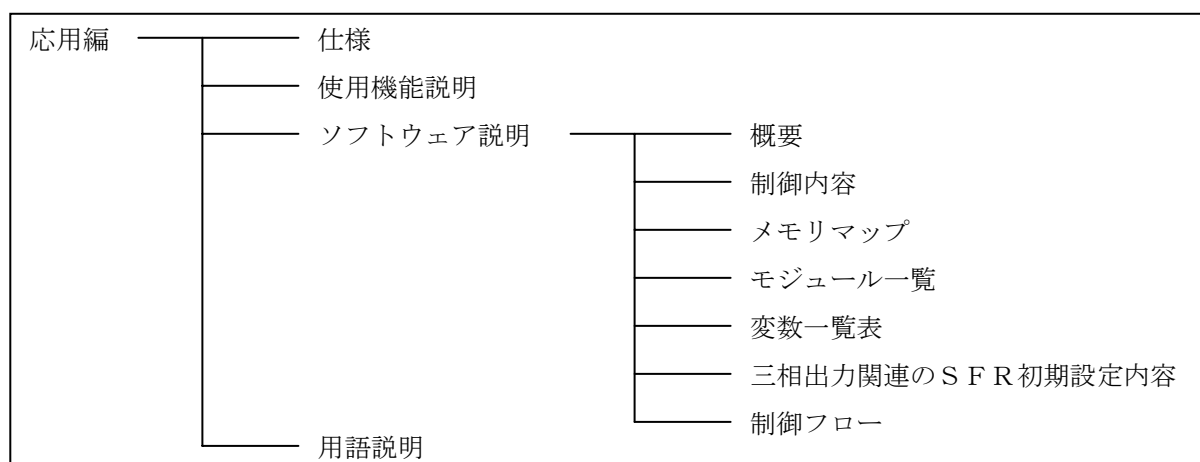 応用編
仕様
使用機能説明
ソフトウェア説明
概要
制御内容
メモリマップ
モジュール一覧
変数一覧表
三相出力関連のＳＦＲ初期設定内容
制御フロー
用語説明